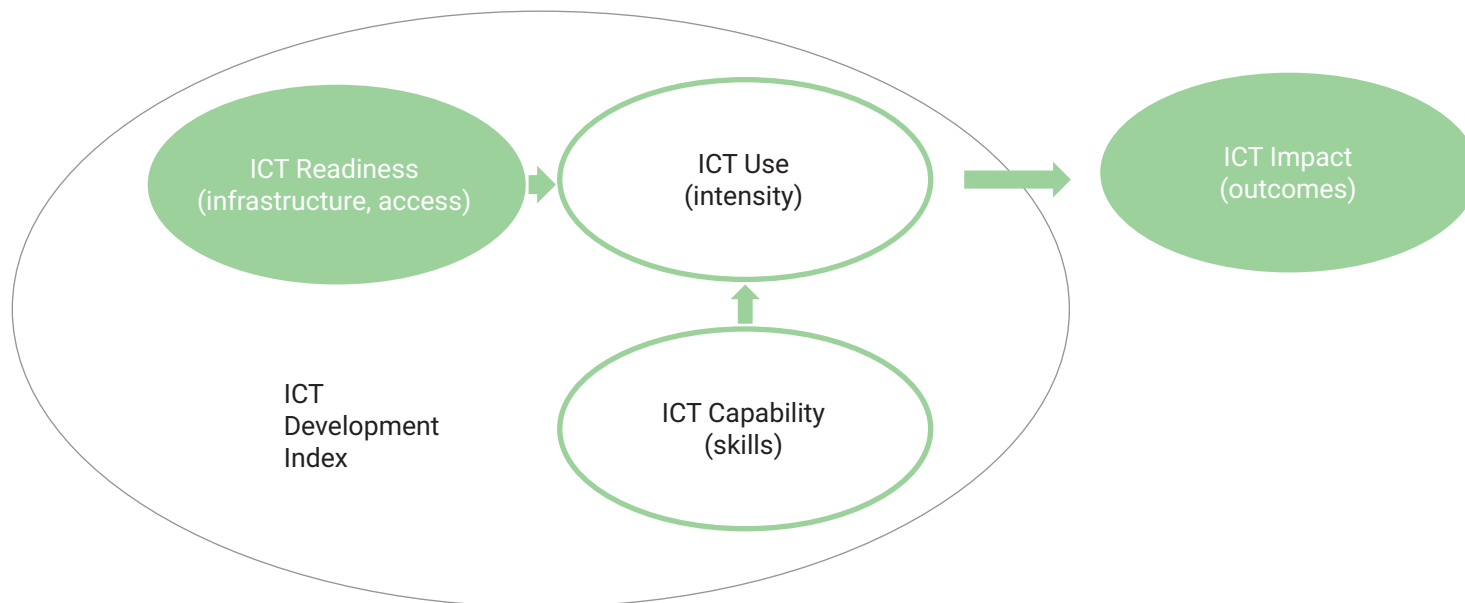 ICT Readiness
(infrastructure, access)
ICT Use
(intensity)
ICT Impact
(outcomes)
ICT
Development
Index
ICT Capability
(skills)